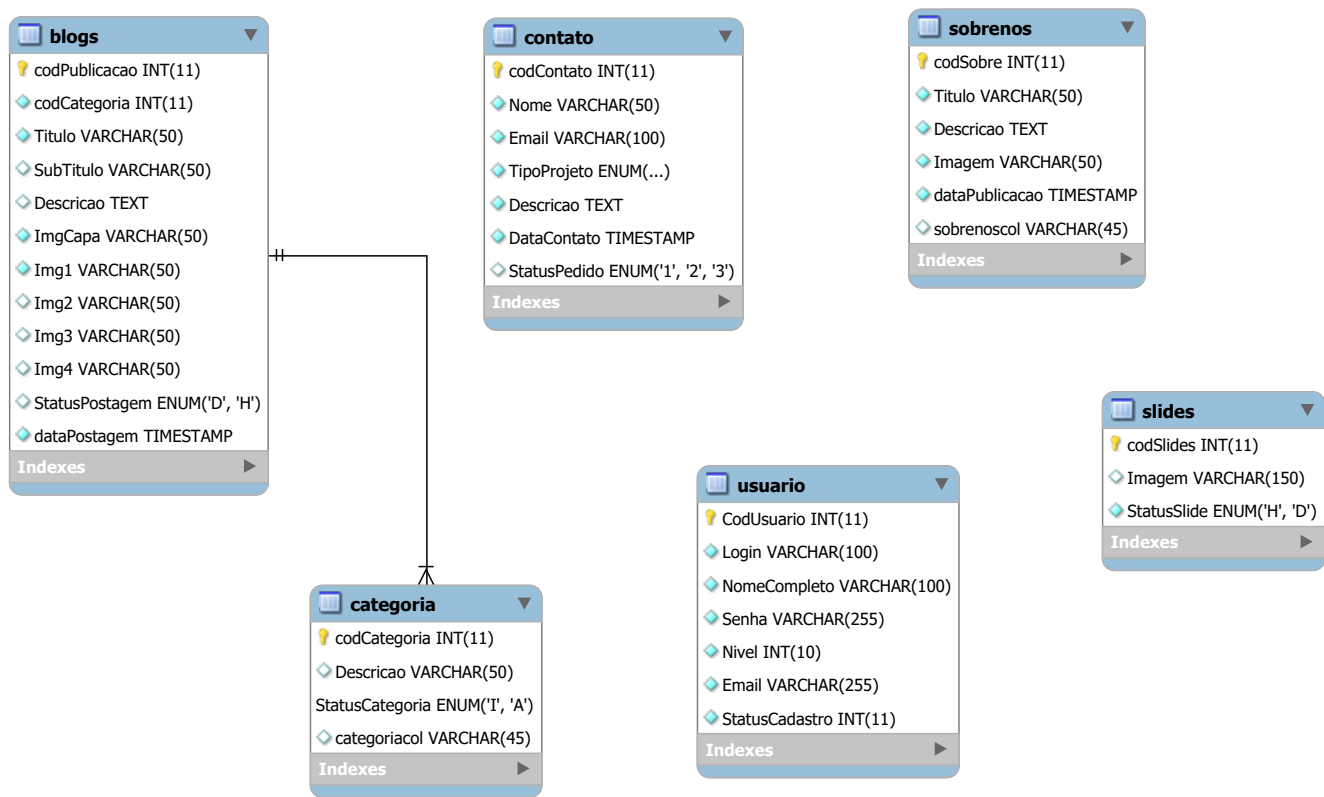 blogs
codPublicacao INT(11)
codCategoria INT(11)
Titulo VARCHAR(50)
SubTitulo VARCHAR(50)
Descricao TEXT
ImgCapa VARCHAR(50)
Img1 VARCHAR(50)
Img2 VARCHAR(50)
Img3 VARCHAR(50)
Img4 VARCHAR(50)
StatusPostagem ENUM('D', 'H')
dataPostagem TIMESTAMP
Indexes
contato
codContato INT(11)
Nome VARCHAR(50)
Email VARCHAR(100)
TipoProjeto ENUM(...)
Descricao TEXT
DataContato TIMESTAMP
StatusPedido ENUM('1', '2', '3')
Indexes
sobrenos
codSobre INT(11)
Titulo VARCHAR(50)
Descricao TEXT
Imagem VARCHAR(50)
dataPublicacao TIMESTAMP
sobrenoscol VARCHAR(45)
Indexes
slides
codSlides INT(11)
Imagem VARCHAR(150)
StatusSlide ENUM('H', 'D')
Indexes
usuario
CodUsuario INT(11)
Login VARCHAR(100)
NomeCompleto VARCHAR(100)
Senha VARCHAR(255)
Nivel INT(10)
Email VARCHAR(255)
StatusCadastro INT(11)
Indexes
categoria
codCategoria INT(11)
Descricao VARCHAR(50)
StatusCategoria ENUM('I', 'A')
categoriacol VARCHAR(45)
Indexes